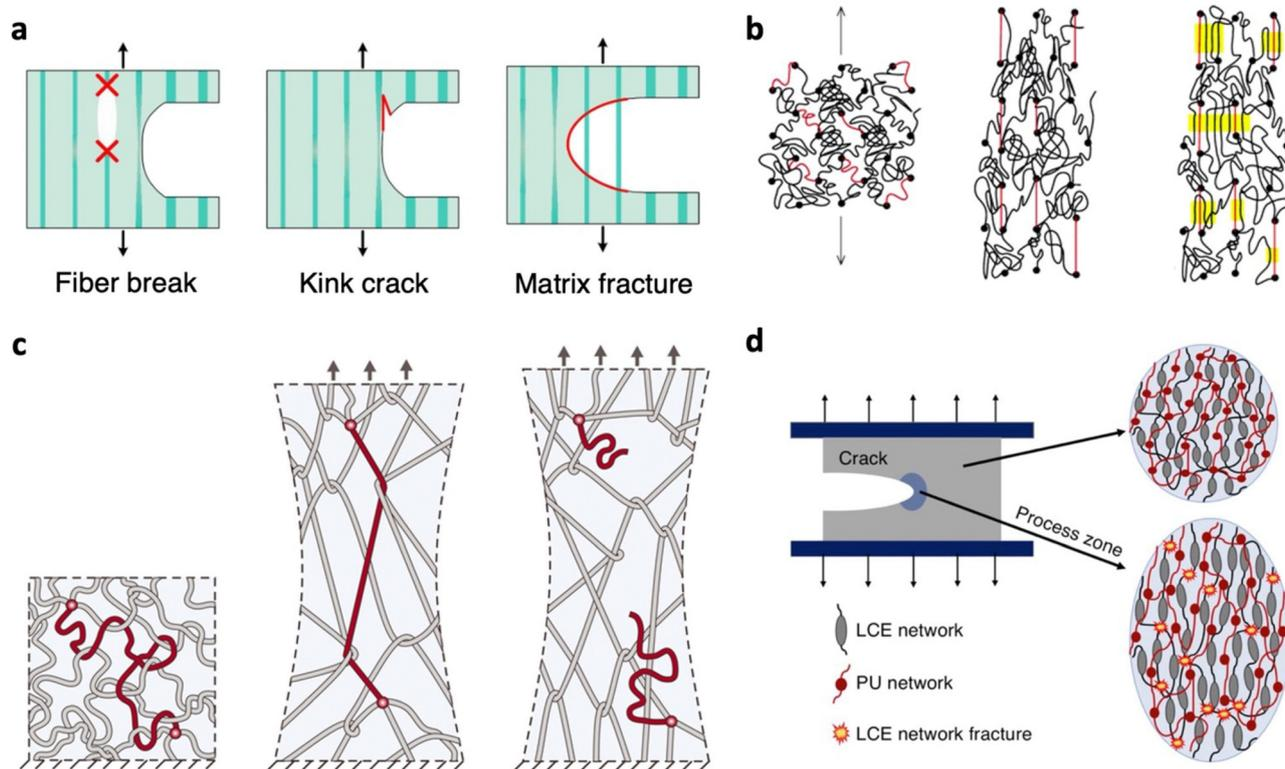 a
Fiber break
Kink crack
Matrix fracture
b
c
d
Crack
Process zone
LCE network
PU network
LCE network fracture